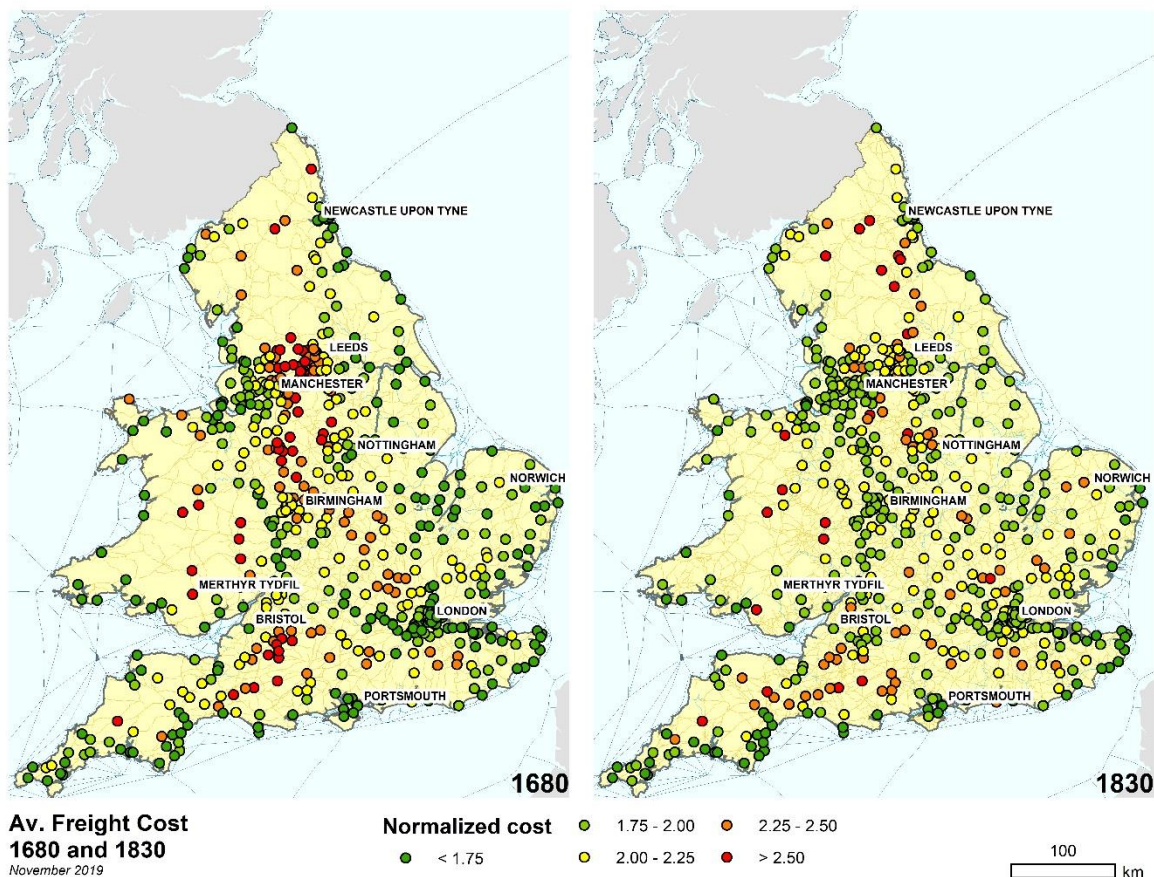 NEWCASTLE UPON TYNE
LEEDS
MANCHESTER
NOTTINGHAM
NORWICH
BIRMINGHAM
MERTHYR TYDFIL
LONDON
BRISTOL
PORTSMOUTH
1680
NEWCASTLE UPON TYNE
LEEDS
MANCHESTER
NOTTINGHAM
NORWICH
BIRMINGHAM
MERTHYR TYDFIL
LONDON
BRISTOL
PORTSMOUTH
1830
Av. Freight Cost
1680 and 1830
November 2019
Normalized cost
< 1.75
1.75 - 2.00
2.00 - 2.25
2.25 - 2.50
> 2.50
100
km